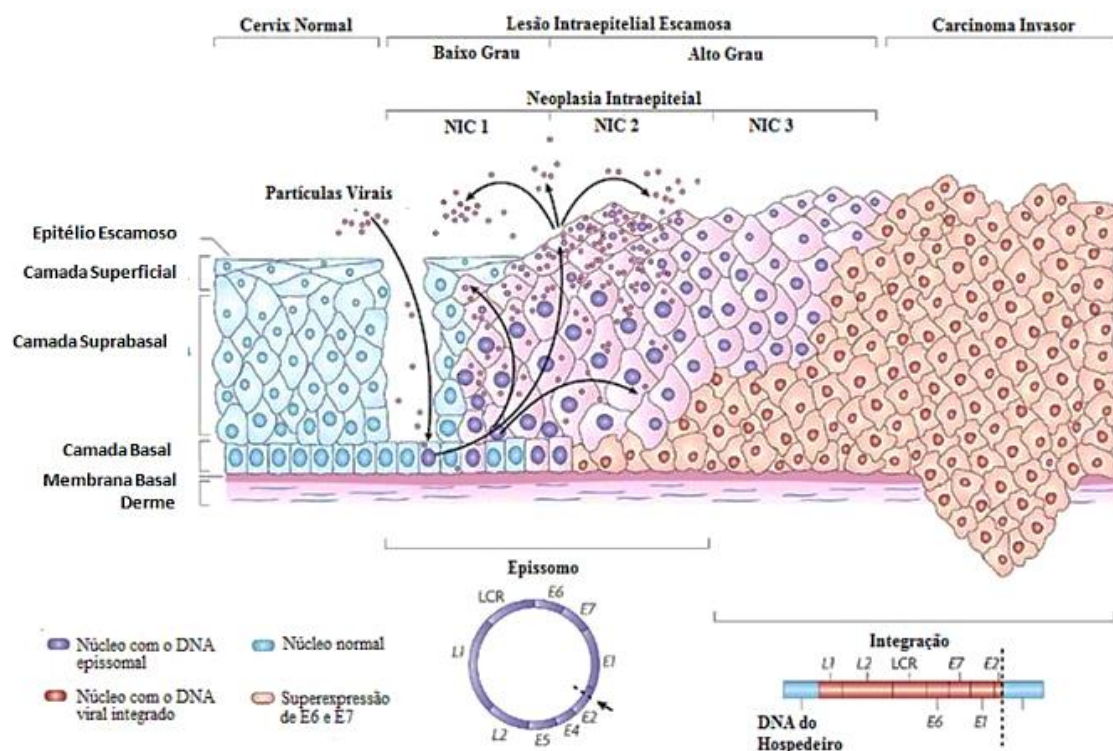 Cervix Normal
Lesão Intraepitelial Escamosa
Carcinoma Invasor
Baixo Grau
Alto Grau
Neoplasia Intraepiteial
NIC 1
NIC 2
NIC 3
Partículas Virais
Epitélio Escamoso
Camada Superficial
Camada Suprabasal
Camada Basal
Membrana Basal
Derme
Epissomo
LCR
E6
E7
E1
E2
E4
E5
L2
L1
Núcleo com o DNA
epissomal
Núcleo normal
Núcleo com o DNA
viral integrado
Superexpressão
de E6 e E7
Integração
L1 L2 LCR E7 E2
E6 E1
DNA do
Hospedeiro